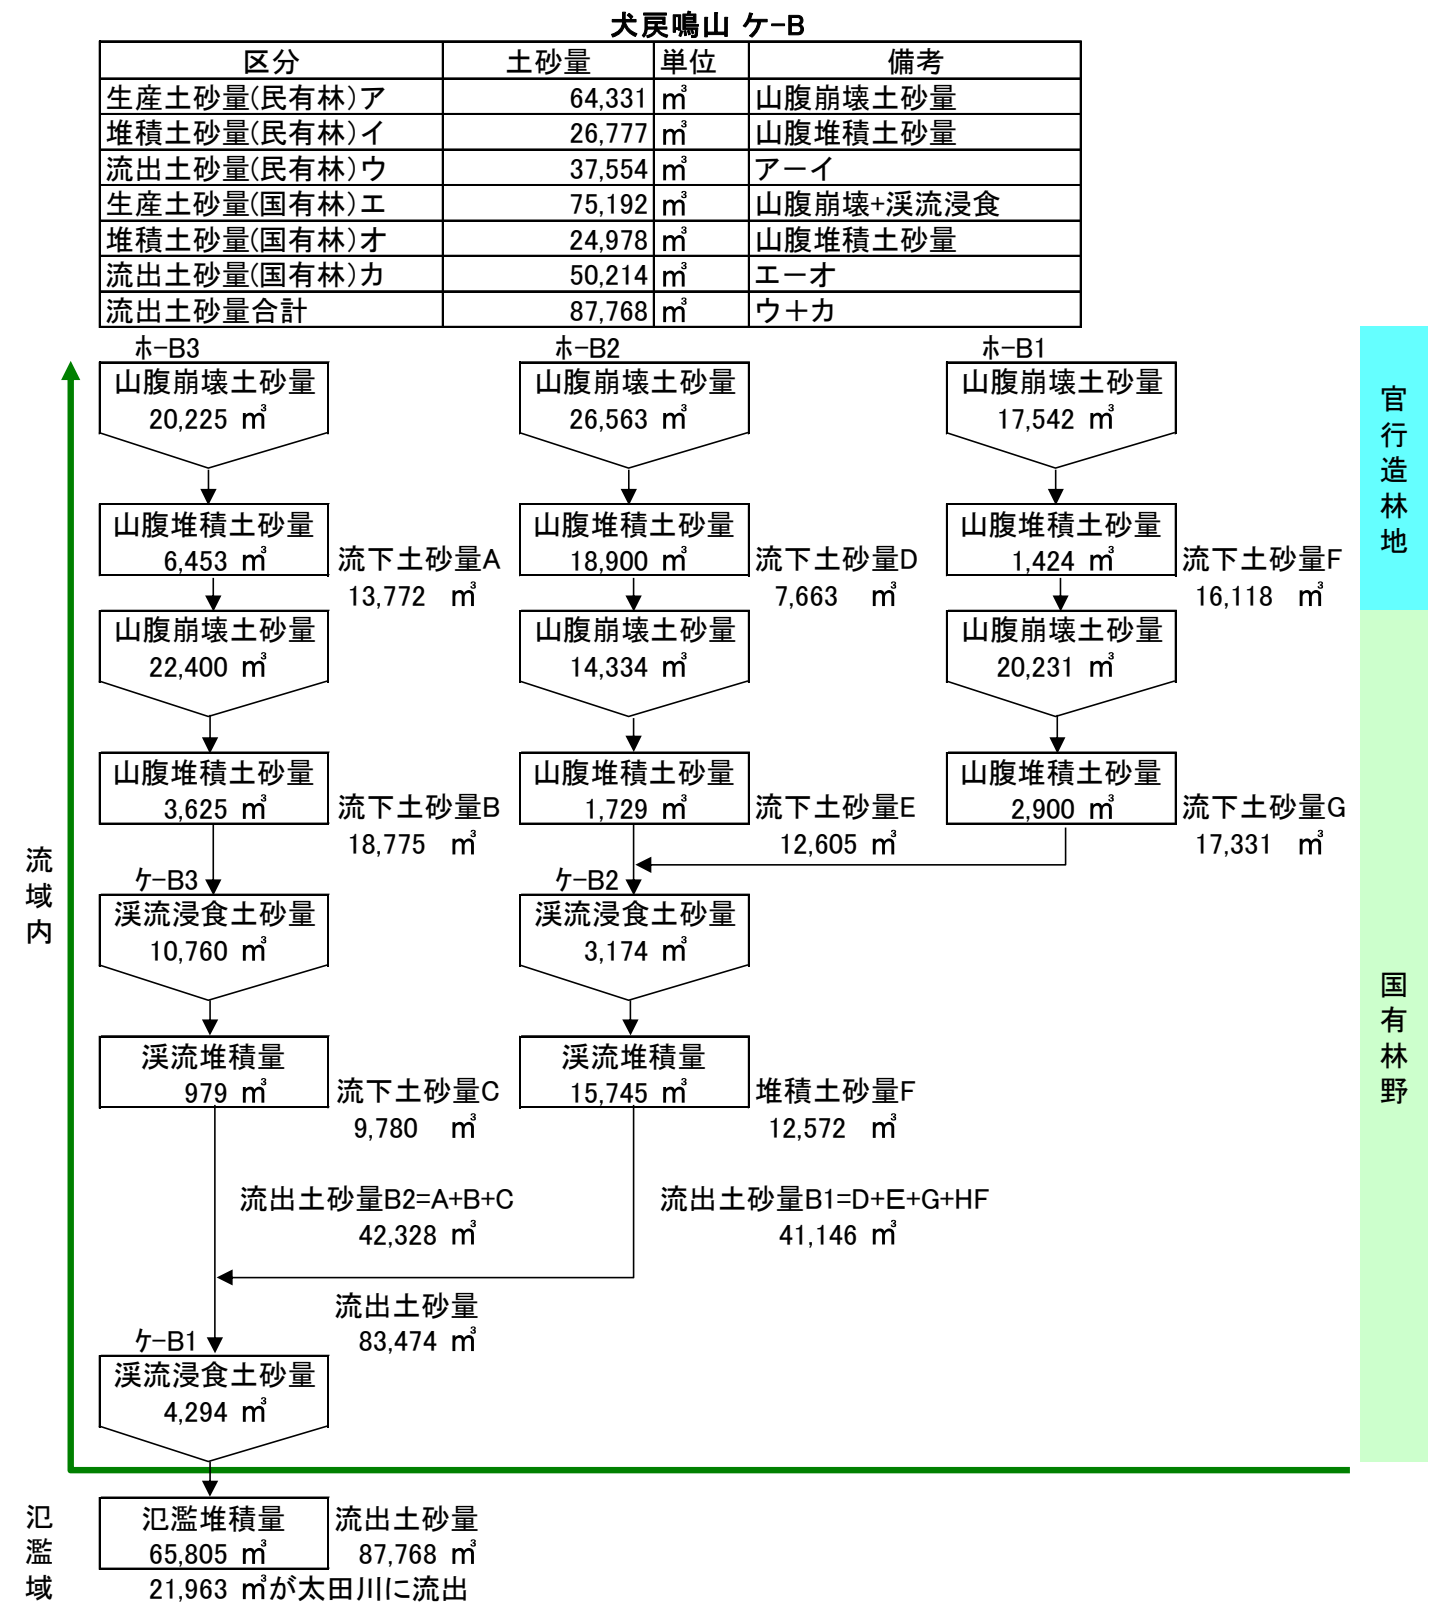 犬戻鳴山 ケ-B
区分 土砂量 単位 備考
生産土砂量(民有林)ア 64,331 ㎥ 山腹崩壊土砂量
堆積土砂量(民有林)イ 26,777 ㎥ 山腹堆積土砂量
流出土砂量(民有林)ウ 37,554 ㎥ アーイ
生産土砂量(国有林)エ 75,192 ㎥ 山腹崩壊+渓流浸食
堆積土砂量(国有林)オ 24,978 ㎥ 山腹堆積土砂量
流出土砂量(国有林)カ 50,214 ㎥ エーオ
流出土砂量合計 87,768 ㎥ ウ+カ
ホ-B3 ホ-B2 ホ-B1
山腹崩壊土砂量 山腹崩壊土砂量 山腹崩壊土砂量
20,225 ㎥ 26,563 ㎥ 17,542 ㎥
官行造林地
山腹堆積土砂量 山腹堆積土砂量 山腹堆積土砂量
6,453 ㎥ 流下土砂量A 18,900 ㎥ 流下土砂量D 1,424 ㎥ 流下土砂量F
13,772 ㎥ 7,663 ㎥ 16,118 ㎥
山腹崩壊土砂量 山腹崩壊土砂量 山腹崩壊土砂量
22,400 ㎥ 14,334 ㎥ 20,231 ㎥
山腹堆積土砂量 山腹堆積土砂量 山腹堆積土砂量
3,625 ㎥ 流下土砂量B 1,729 ㎥ 流下土砂量E 2,900 ㎥ 流下土砂量G
18,775 ㎥ 12,605 ㎥ 17,331 ㎥
流域内
ケ-B3 ケ-B2
渓流浸食土砂量 渓流浸食土砂量
10,760 ㎥ 3,174 ㎥
国有林野
渓流堆積量 渓流堆積量
979 ㎥ 流下土砂量C 15,745 ㎥ 堆積土砂量F
9,780 ㎥ 12,572 ㎥
流出土砂量B2=A+B+C 流出土砂量B1=D+E+G+HF
42,328 ㎥ 41,146 ㎥
流出土砂量
ケ-B1 83,474 ㎥
渓流浸食土砂量
4,294 ㎥
氾濫域
氾濫堆積量 流出土砂量
65,805 ㎥ 87,768 ㎥
21,963 ㎥が太田川に流出